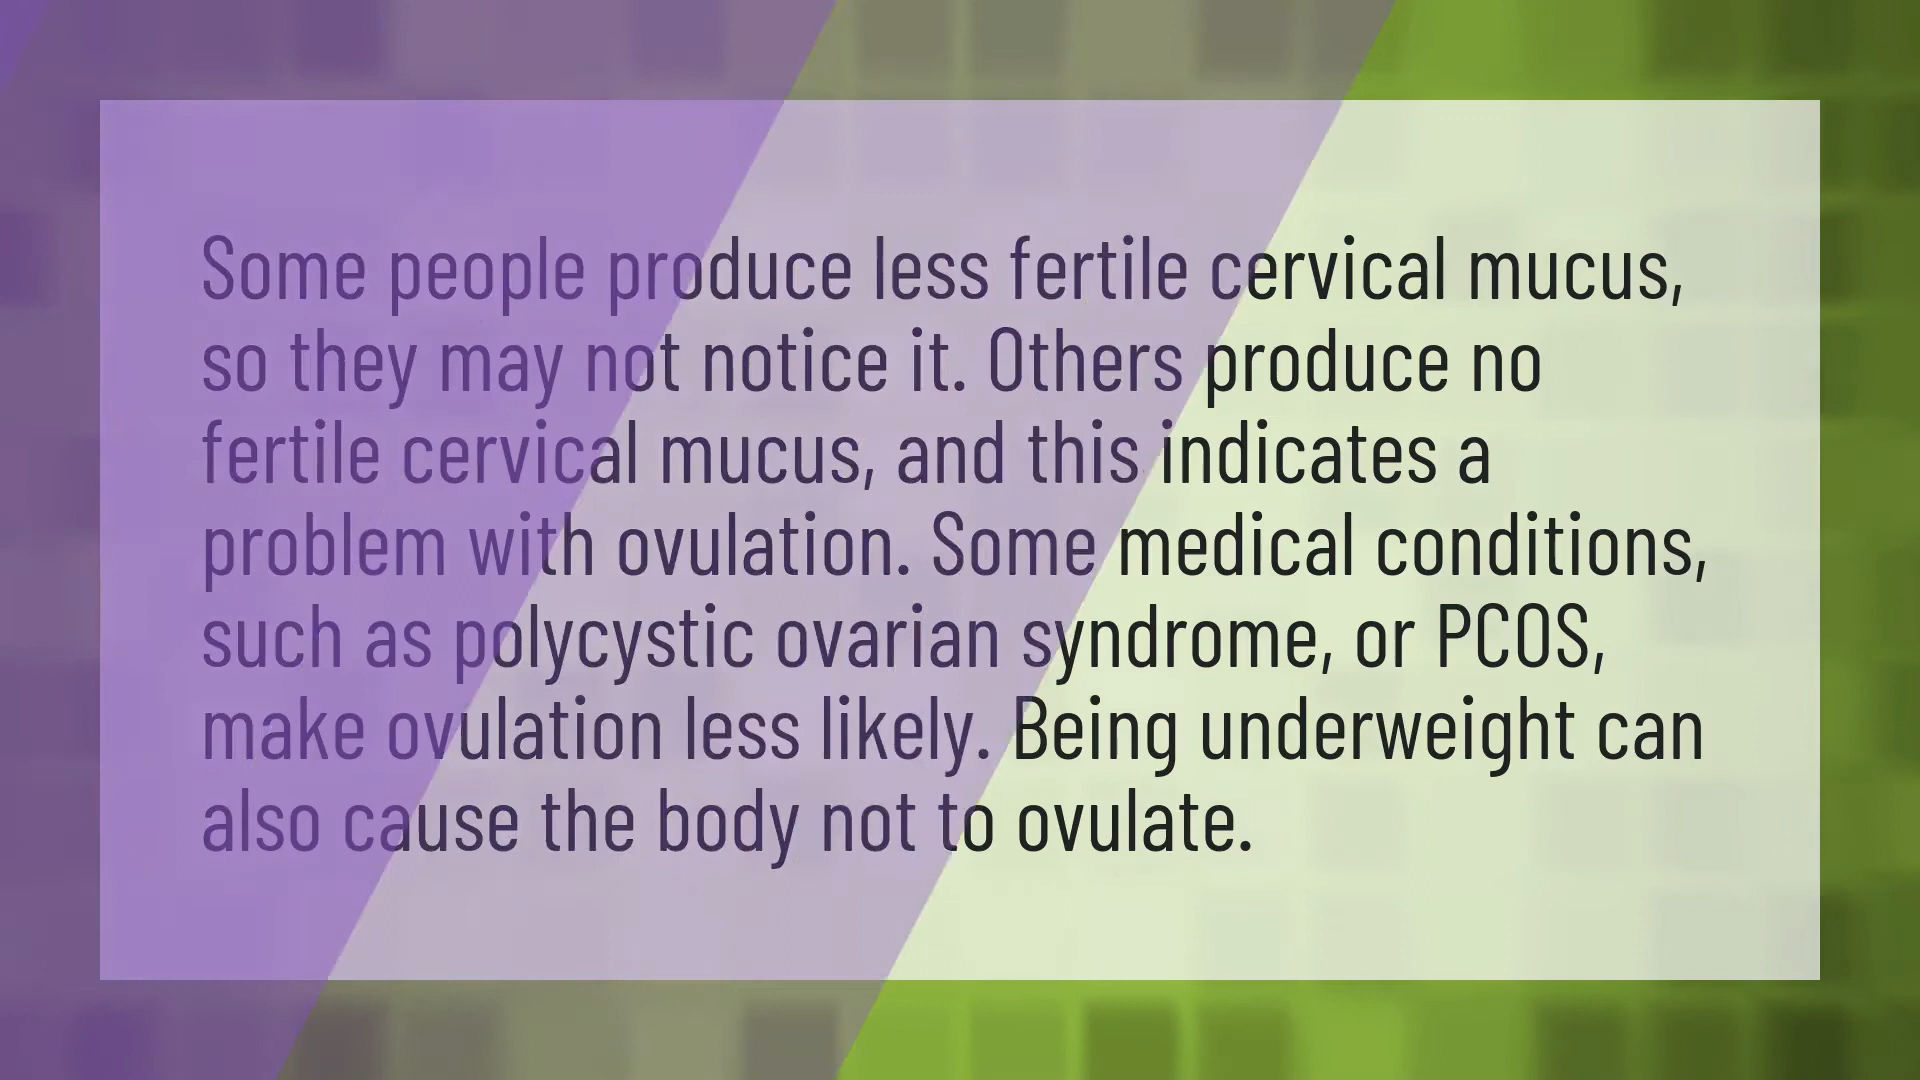 Some people produce less fertile cervical mucus,
so they may not notice it. Others produce no
fertile cervical mucus, and this indicates a
problem with ovulation. Some medical conditions,
such as polycystic ovarian syndrome, or PCOS,
make ovulation less likely. Being underweight can
also cause the body not to ovulate.